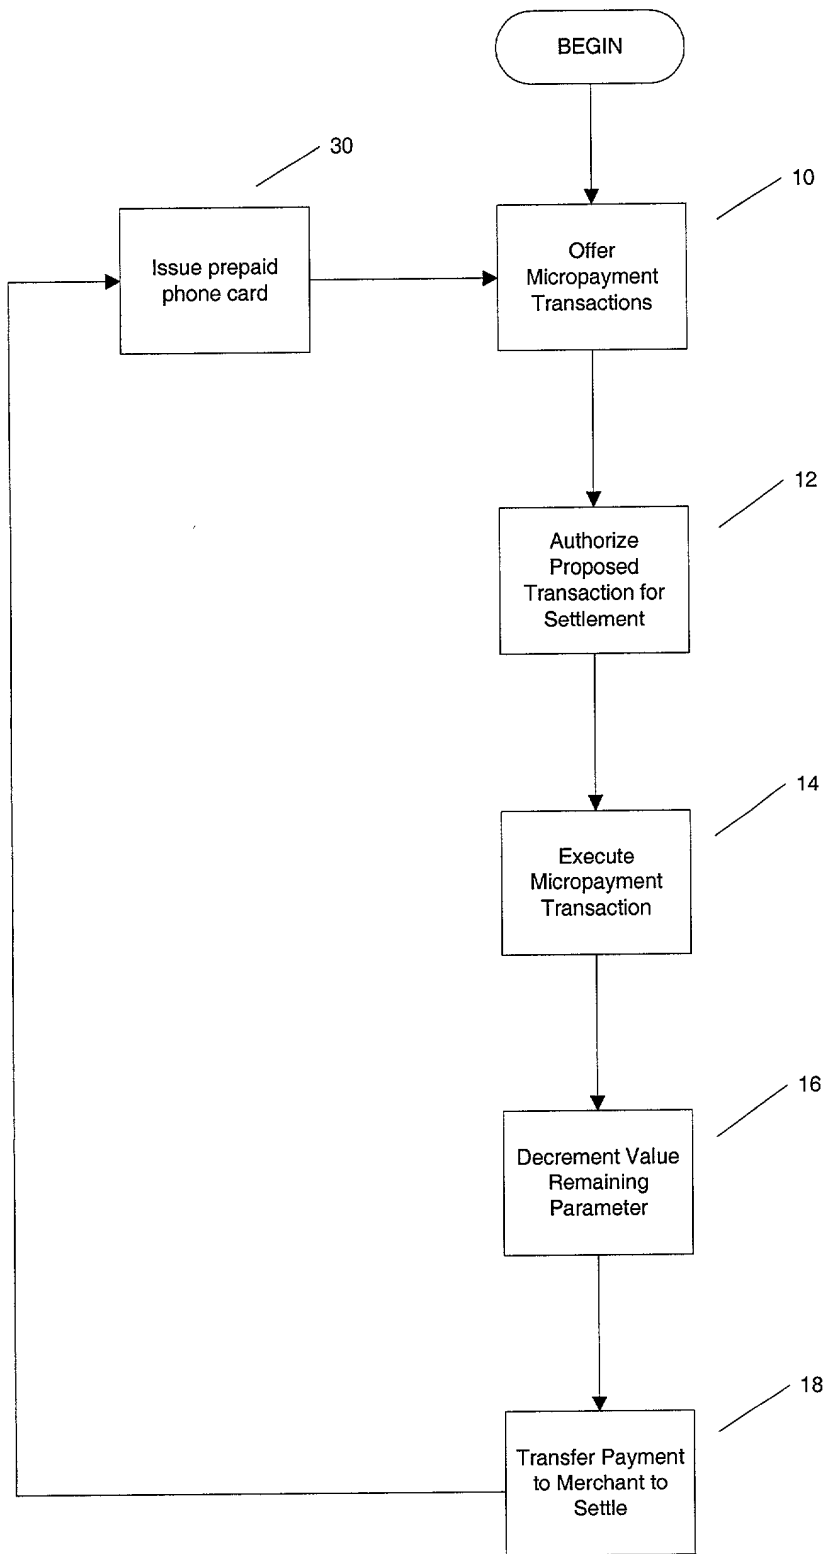 BEGIN
30
10
Issue prepaid
phone card
Offer
Micropayment
Transactions
12
Authorize
Proposed
Transaction for
Settlement
14
Execute
Micropayment
Transaction
16
Decrement Value
Remaining
Parameter
18
Transfer Payment
to Merchant to
Settle